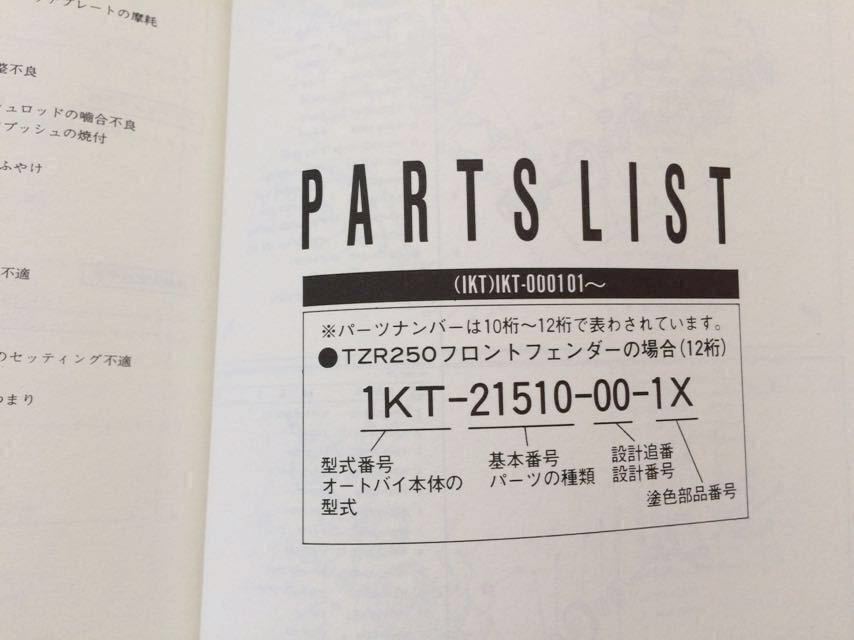 アプレートの摩耗
整不良
ュロッドの噛合不良
ブッシュの焼付
ふやけ
不適
のセッティング不適
つまり
PARTS LIST
(1KT)1KT-000101～
※パーツナンバーは10桁～12桁で表わされています。
●TZR250フロントフェンダーの場合(12桁)
1KT-21510-00-1X
型式番号
オートバイ本体の
型式
基本番号
パーツの種類
設計追番
設計番号
塗色部品番号